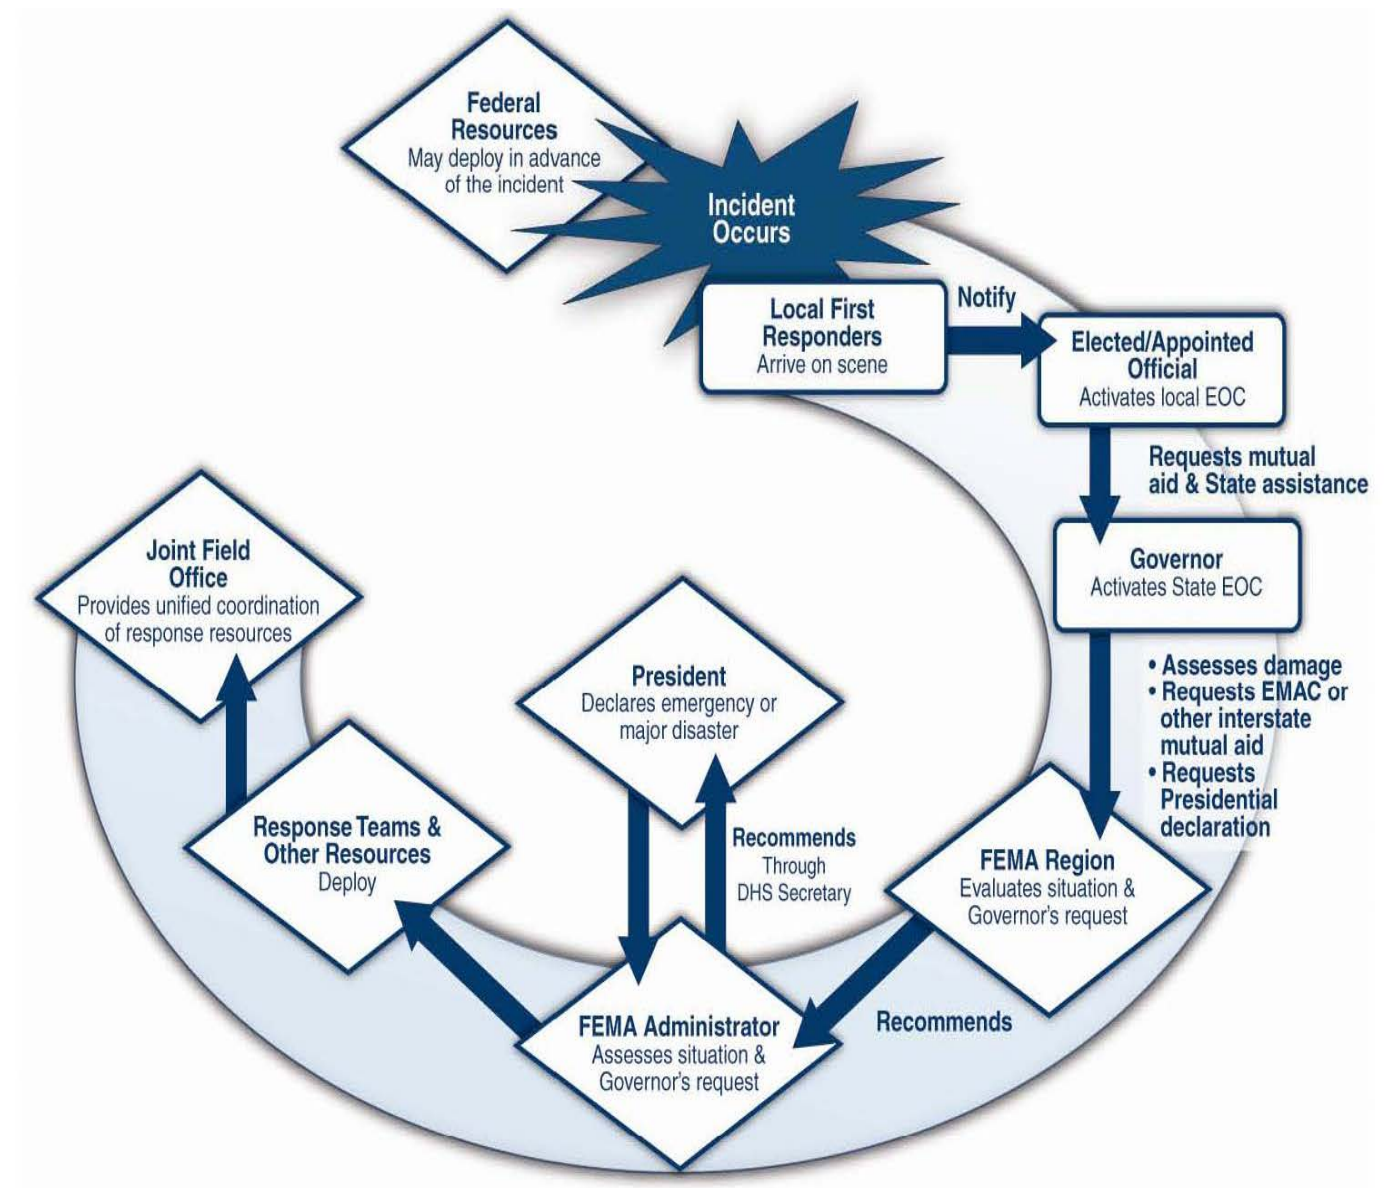 Federal
Resources
May deploy in advance
of the incident
Incident
Occurs
Local First
Responders
Arrive on scene
Notify
Elected/Appointed
Official
Activates local EOC
Requests mutual
aid & State assistance
Governor
Activates State EOC
• Assesses damage
• Requests EMAC or
other interstate
mutual aid
• Requests
Presidential
declaration
FEMA Region
Evaluates situation &
Governor's request
Recommends
FEMA Administrator
Assesses situation &
Governor's request
Recommends
Through
DHS Secretary
President
Declares emergency or
major disaster
Response Teams &
Other Resources
Deploy
Joint Field
Office
Provides unified coordination
of response resources